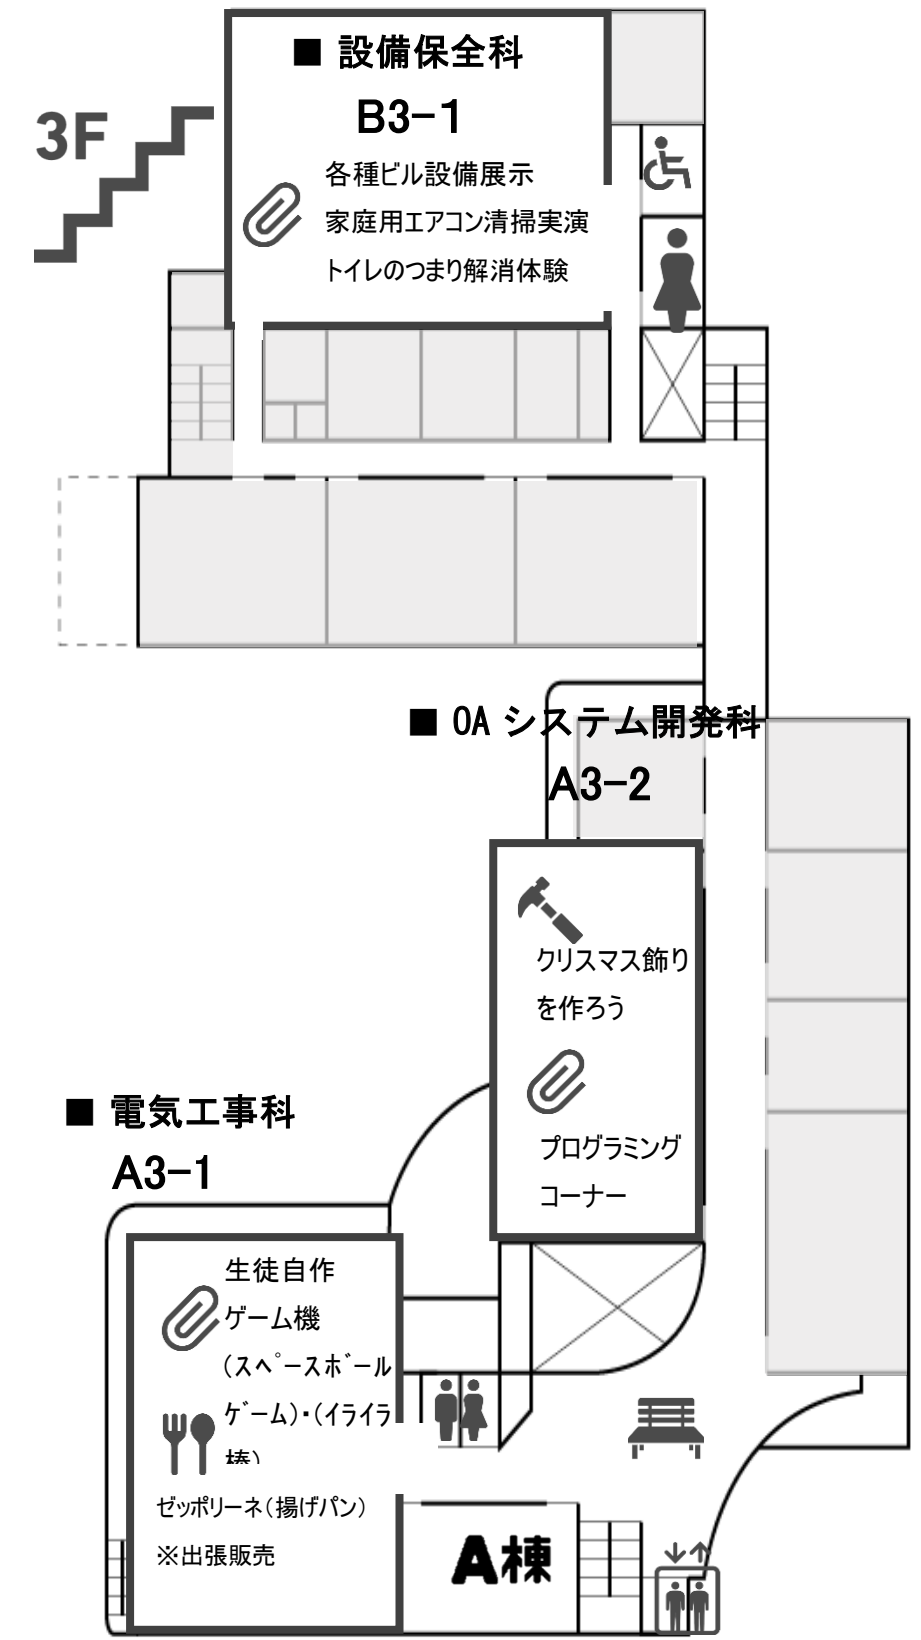 ■ 設備保全科
B3-1
3F
各種ビル設備展示
家庭用エアコン清掃実演
トイレのつまり解消体験
■ OA システム開発科
A3-2
クリスマス飾り
を作ろう
プログラミング
コーナー
■ 電気工事科
A3-1
生徒自作
ゲーム機
(ｽﾍﾟｰｽﾎﾞｰﾙ
ｹﾞｰﾑ)・(イライラ
棒)
ゼッポリーネ(揚げパン)
※出張販売
A棟